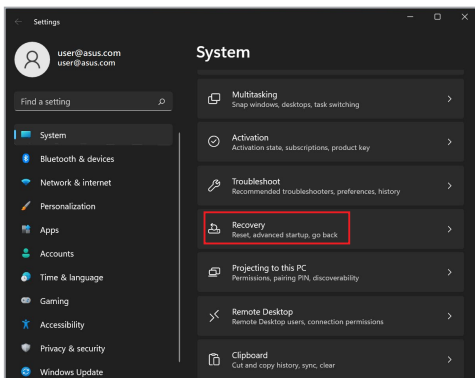 Settings
user@asus.com
user@asus.com
Find a setting
System
Bluetooth & devices
Network & internet
Personalization
Apps
Accounts
Time & language
Gaming
Accessibility
Privacy & security
Windows Update
System
Multitasking
Snap windows, desktops, task switching
Activation
Activation state, subscriptions, product key
Troubleshoot
Recommended troubleshooters, preferences, history
Recovery
Reset, advanced startup, go back
Projecting to this PC
Permissions, pairing PIN, discoverability
Remote Desktop
Remote Desktop users, connection permissions
Clipboard
Cut and copy history, sync, clear